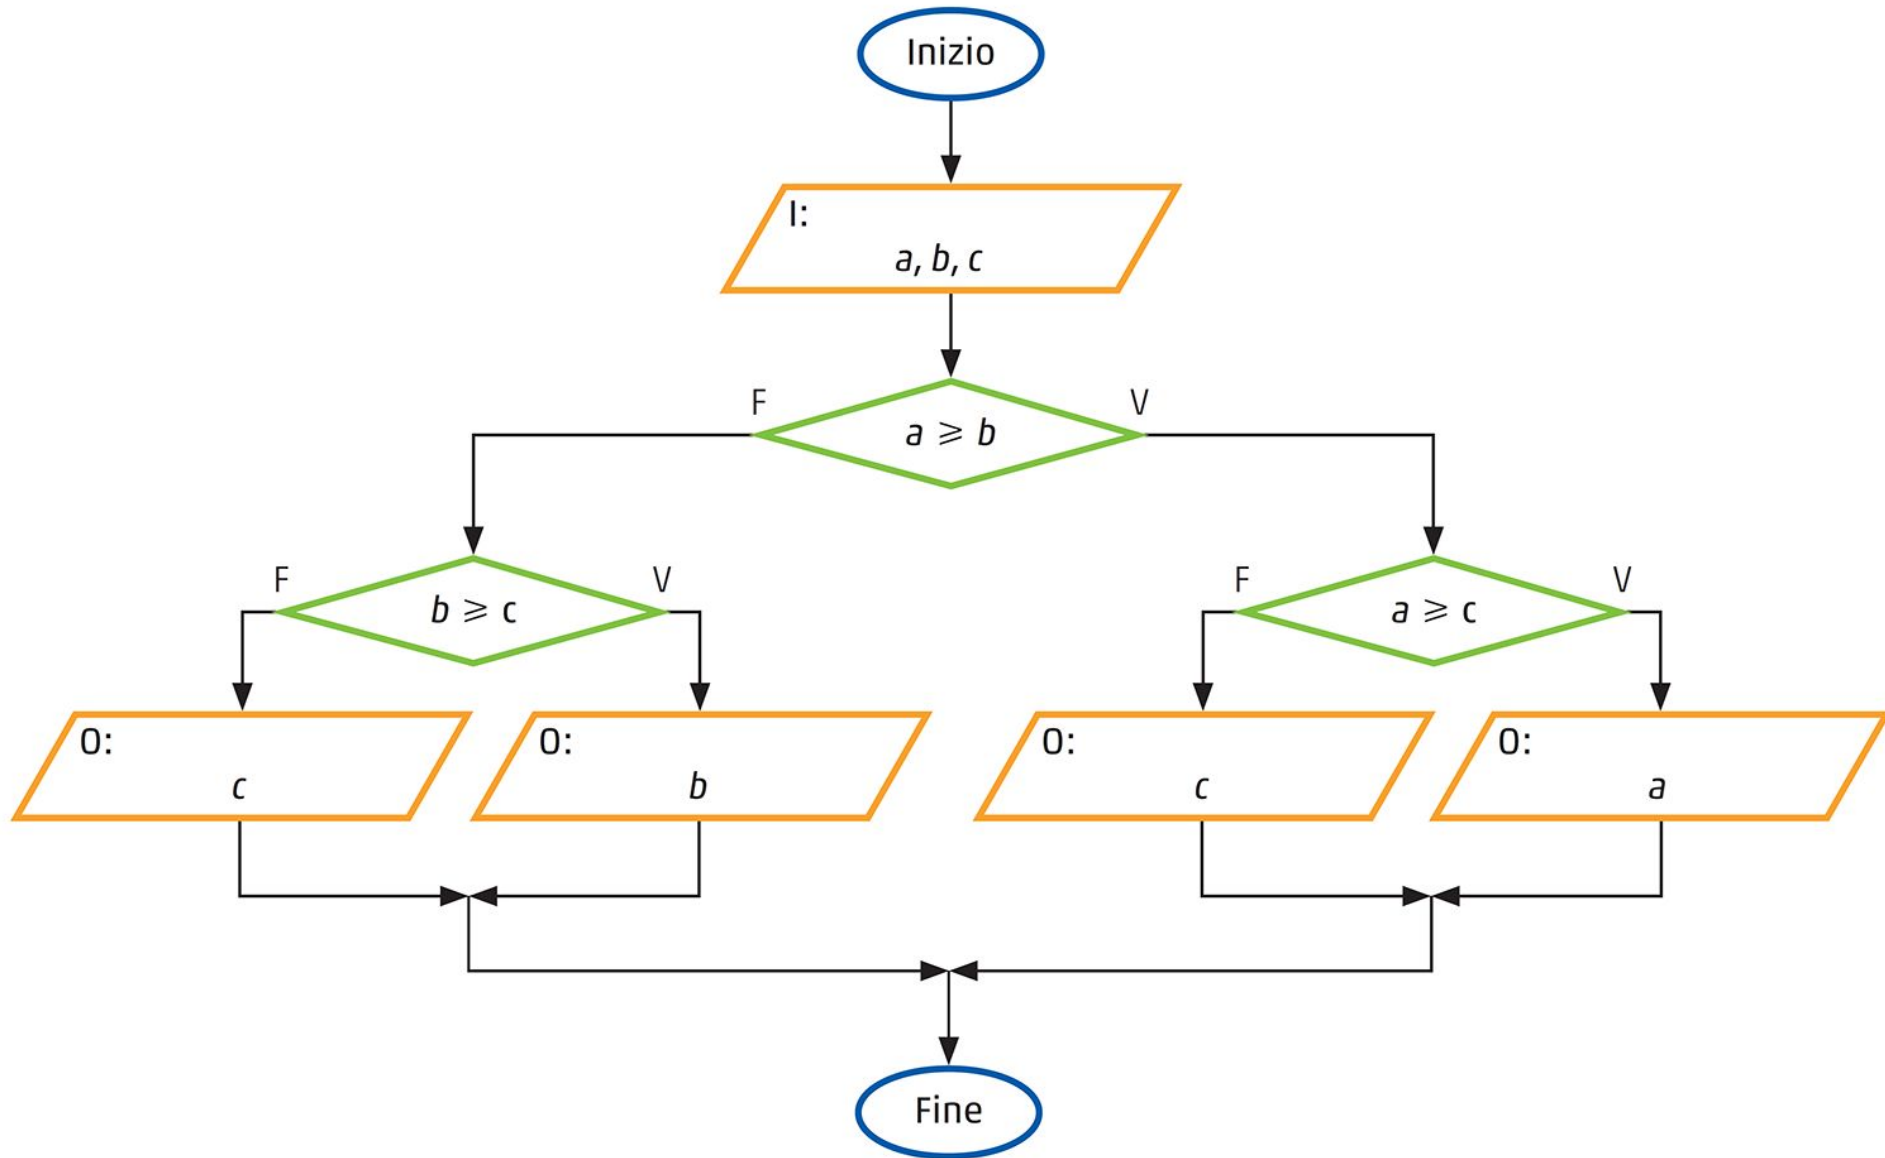 Inizio
I:
a, b, c
F
V
a ⩾ b
F
V
F
V
b ⩾ c
a ⩾ c
O:
O:
O:
O:
c
b
c
a
Fine